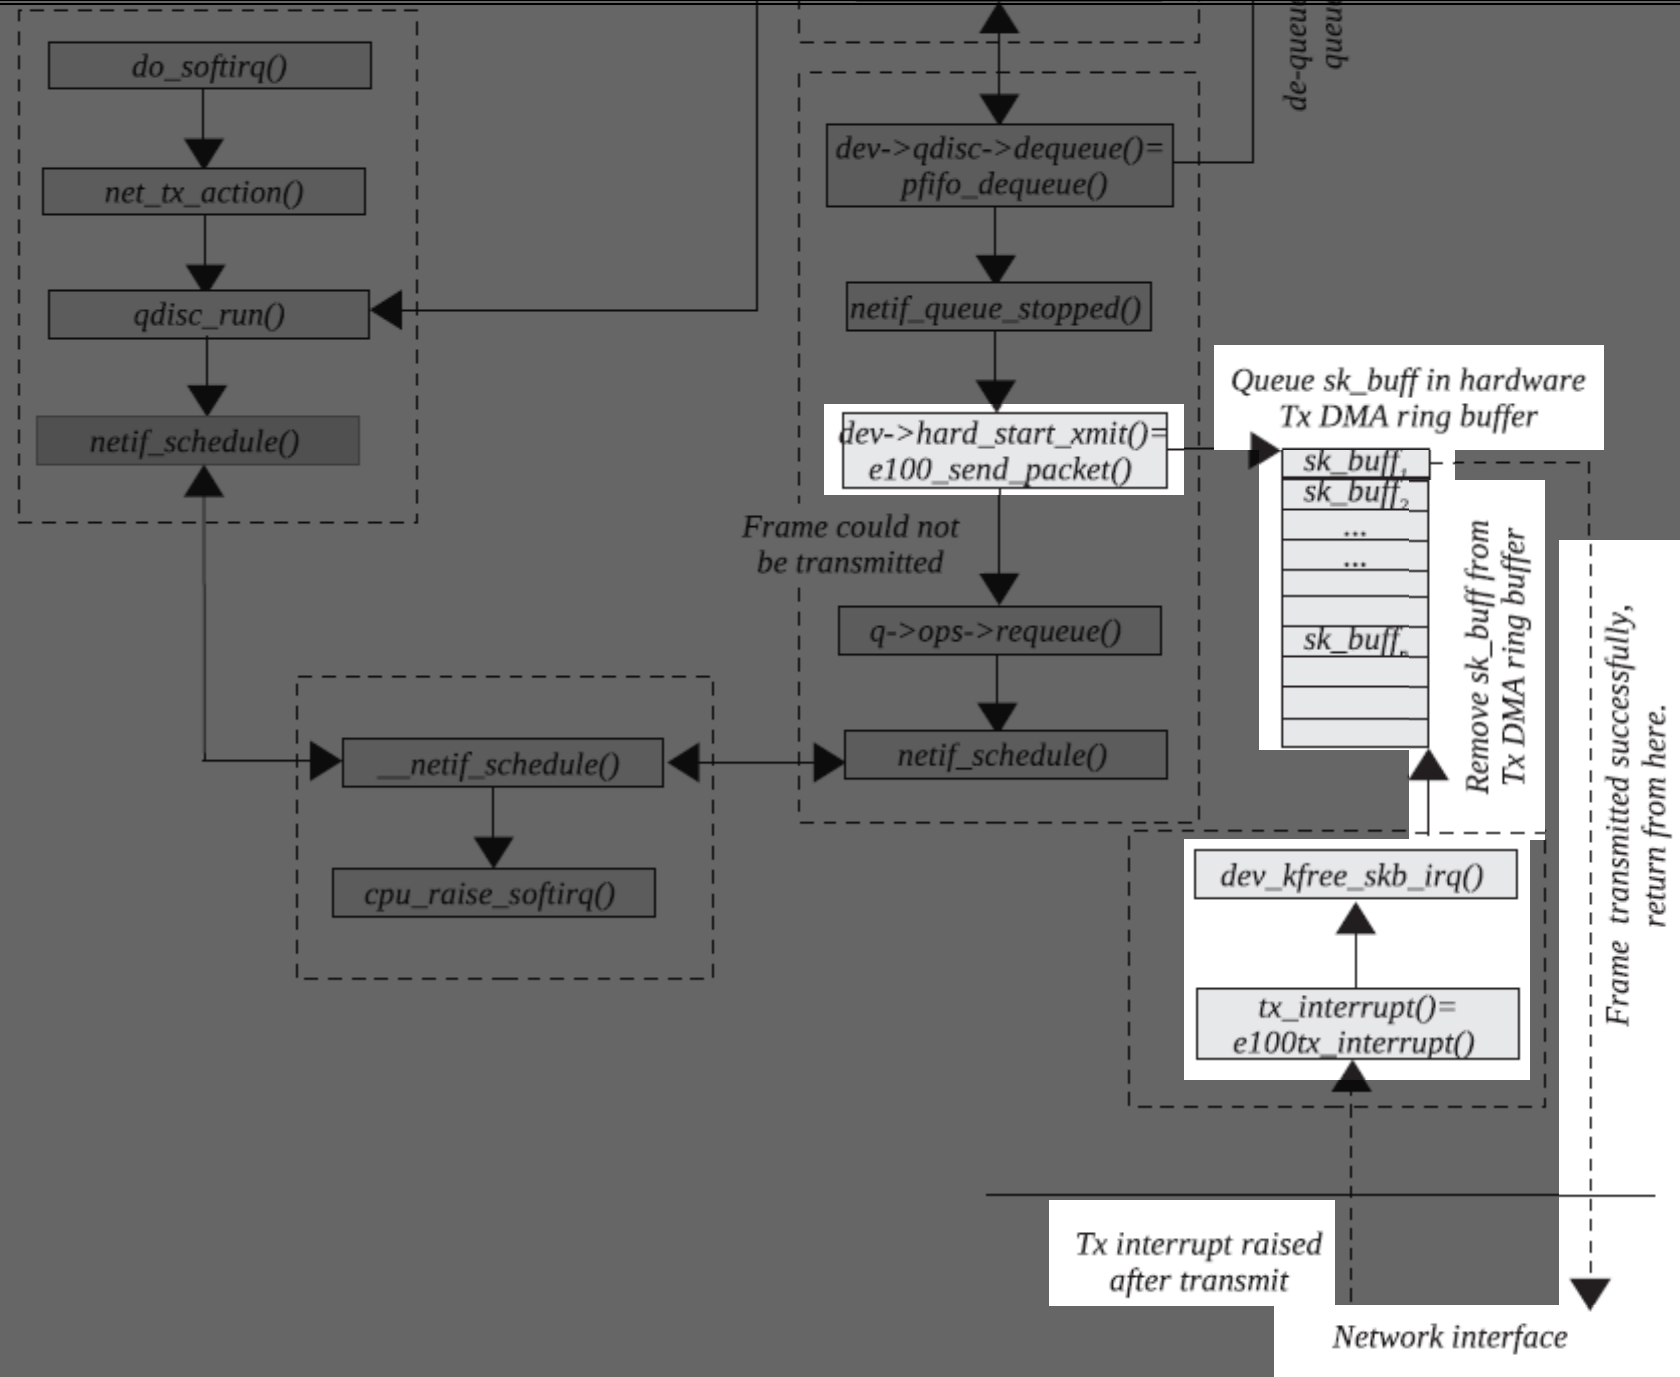 do_softirq()
net_tx_action()
qdisc_run()
netif_schedule()
de-queue
queue
dev->qdisc->dequeue()=
pfifo_dequeue()
netif_queue_stopped()
dev->hard_start_xmit()=
e100_send_packet()
Frame could not
be transmitted
q->ops->requeue()
netif_schedule()
__netif_schedule()
cpu_raise_softirq()
Queue sk_buff in hardware
Tx DMA ring buffer
sk_buff1
sk_buff2
...
...
sk_buffn
Remove sk_buff from
Tx DMA ring buffer
Frame transmitted successfully,
return from here.
dev_kfree_skb_irq()
tx_interrupt()=
e100tx_interrupt()
Tx interrupt raised
after transmit
Network interface